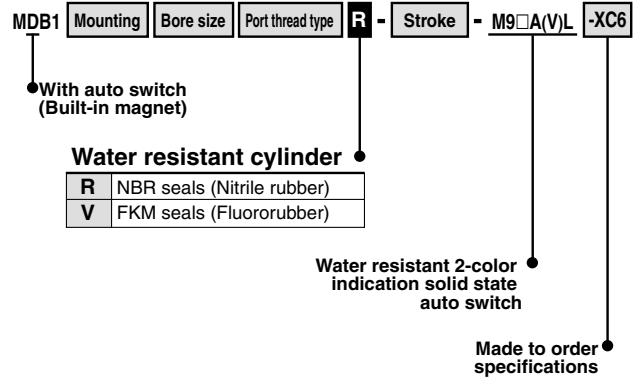 MDB1 Mounting Bore size Port thread type R - Stroke - M9□A(V)L -XC6
With auto switch
(Built-in magnet)
Water resistant cylinder
R NBR seals (Nitrile rubber)
V FKM seals (Fluororubber)
Water resistant 2-color
indication solid state
auto switch
Made to order
specifications